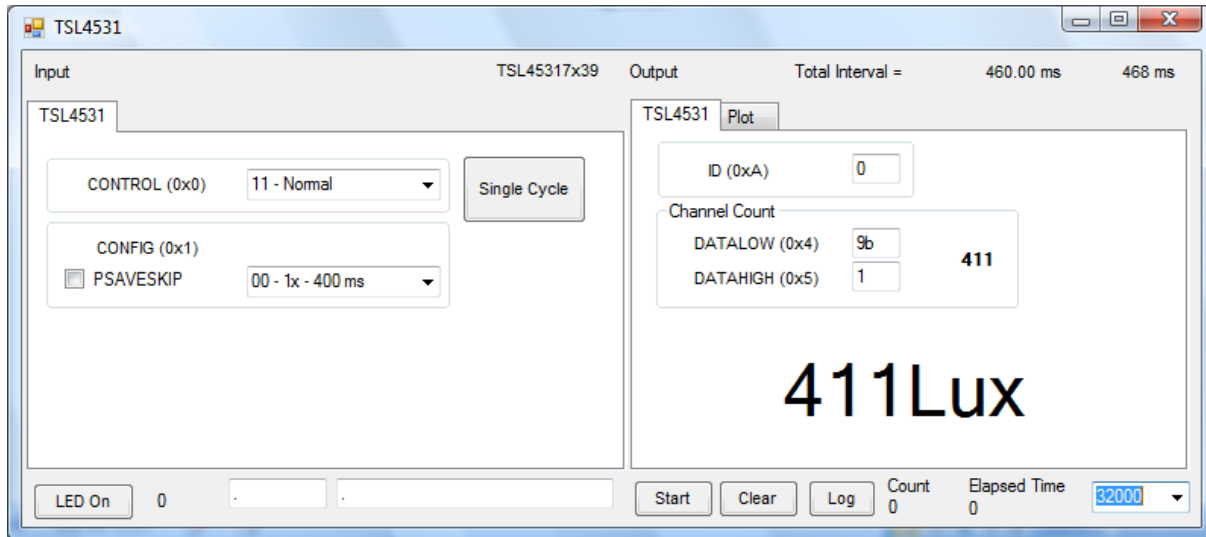 TSL4531
Input TSL45317x39 Output Total Interval = 460.00 ms 468 ms
TSL4531
TSL4531 Plot
CONTROL (0x0) 11 - Normal Single Cycle
CONFIG (0x1)
PSAVESKIP 00 - 1x - 400 ms
ID (0xA) 0
Channel Count
DATALOW (0x4) 9b
411
DATAHIGH (0x5) 1
411Lux
LED On 0 . .
Start Clear Log Count Elapsed Time 32000
0 0